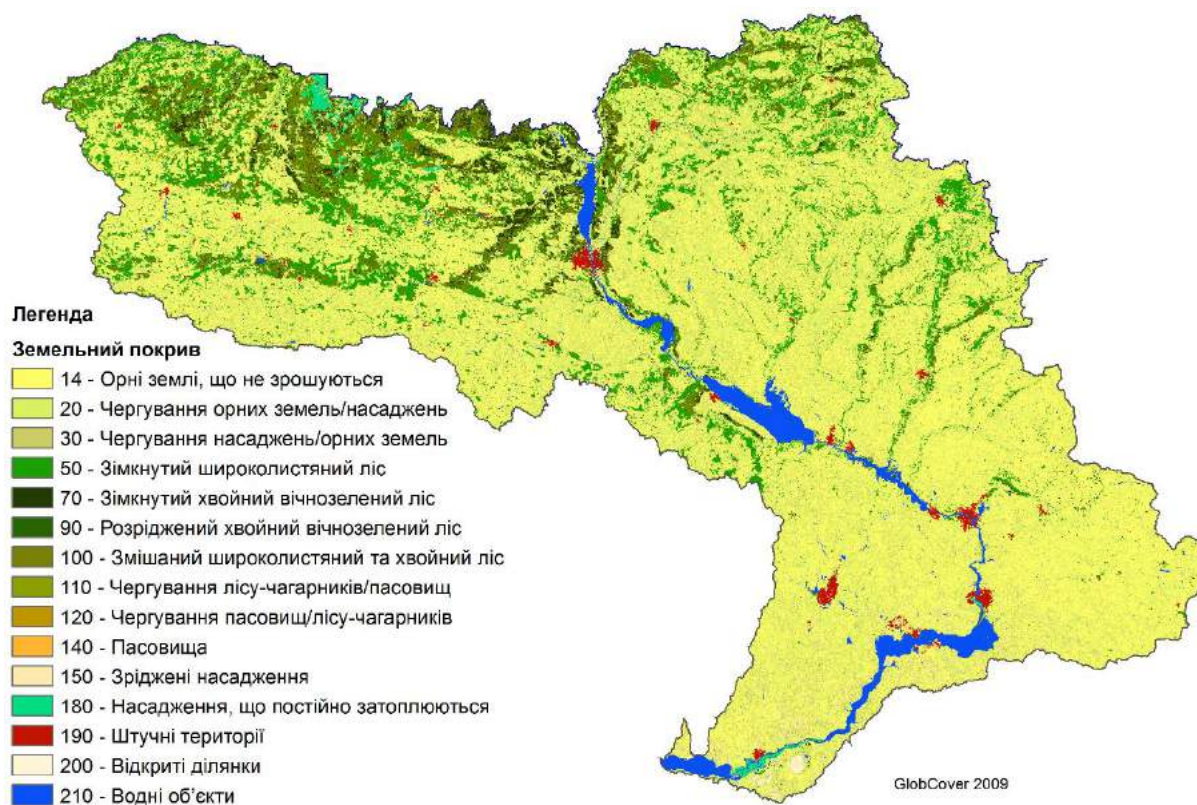 Легенда
Земельний покрив
14 - Орні землі, що не зрошуються
20 - Чергування орних земель/насаджень
30 - Чергування насаджень/орних земель
50 - Зімкнутий широколистяний ліс
70 - Зімкнутий хвойний вічнозелений ліс
90 - Розріджений хвойний вічнозелений ліс
100 - Змішаний широколистяний та хвойний ліс
110 - Чергування лісу-чагарників/пасовищ
120 - Чергування пасовищ/лісу-чагарників
140 - Пасовища
150 - Зріджені насадження
180 - Насадження, що постійно затоплюються
190 - Штучні території
200 - Відкриті ділянки
210 - Водні об’єкти
GlobCover 2009